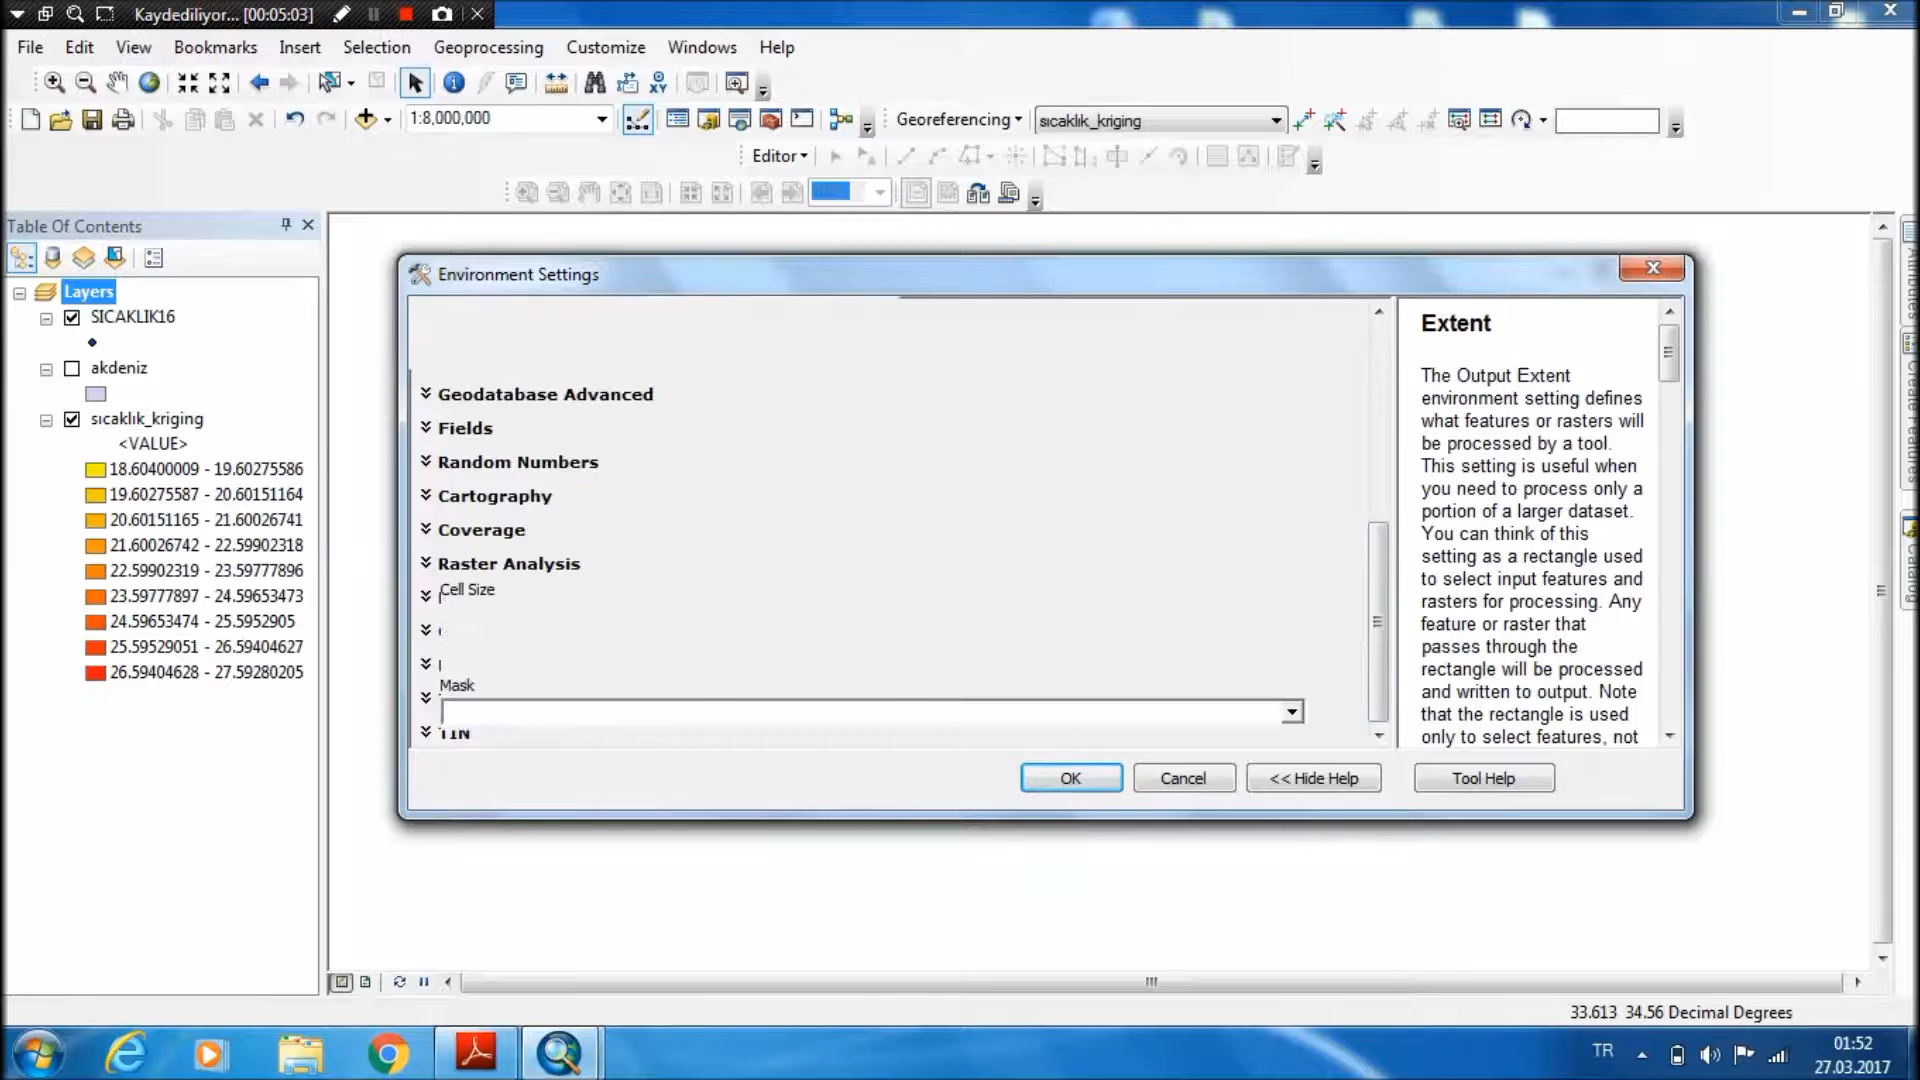 Kaydediliyor... [00:05:03]
File Edit View Bookmarks Insert Selection Geoprocessing Customize Windows Help
1:8,000,000
Georeferencing
sıcaklık_kriging
Editor
Table Of Contents
Layers
SICAKLIK16
akdeniz
sıcaklık_kriging
<VALUE>
18.60400009 - 19.60275586
19.60275587 - 20.60151164
20.60151165 - 21.60026741
21.60026742 - 22.59902318
22.59902319 - 23.59777896
23.59777897 - 24.59653473
24.59653474 - 25.5952905
25.59529051 - 26.59404627
26.59404628 - 27.59280205
Environment Settings
Geodatabase Advanced
Fields
Random Numbers
Cartography
Coverage
Raster Analysis
Cell Size
Mask
TIN
Extent
The Output Extent
environment setting defines
what features or rasters will
be processed by a tool.
This setting is useful when
you need to process only a
portion of a larger dataset.
You can think of this
setting as a rectangle used
to select input features and
rasters for processing. Any
feature or raster that
passes through the
rectangle will be processed
and written to output. Note
that the rectangle is used
only to select features, not
OK
Cancel
<< Hide Help
Tool Help
Attributes
Create Features
Catalog
33.613 34.56 Decimal Degrees
TR
01:52
27.03.2017